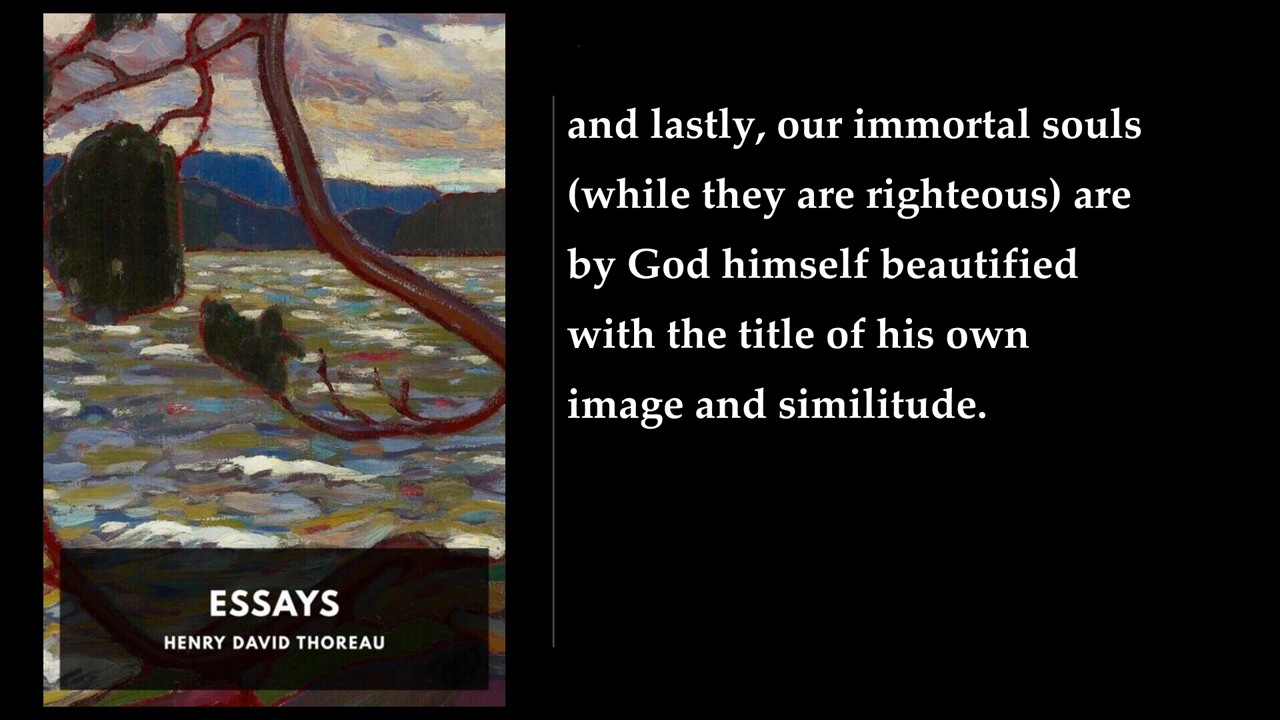 and lastly, our immortal souls
(while they are righteous) are
by God himself beautified
with the title of his own
image and similitude.
ESSAYS
HENRY DAVID THOREAU